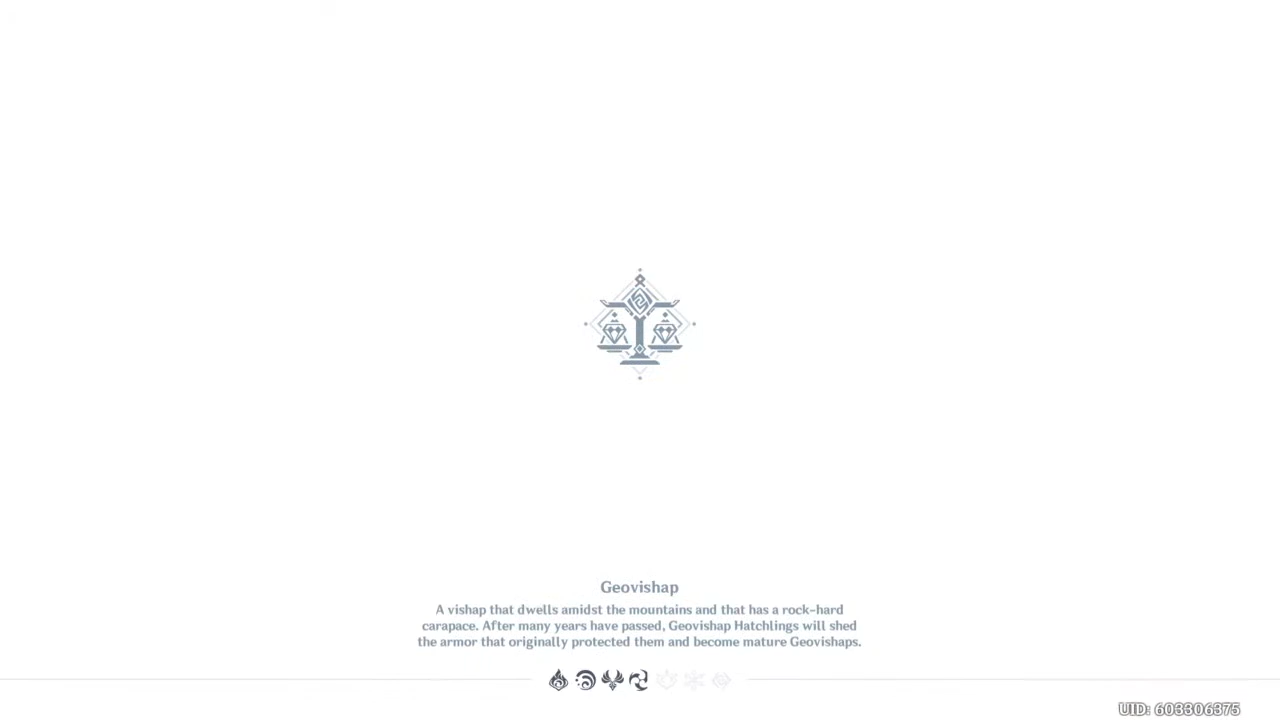 Geovishap
A vishap that dwells amidst the mountains and that has a rock-hard
carapace. After many years have passed, Geovishap Hatchlings will shed
the armor that originally protected them and become mature Geovishaps.
UID: 603306375